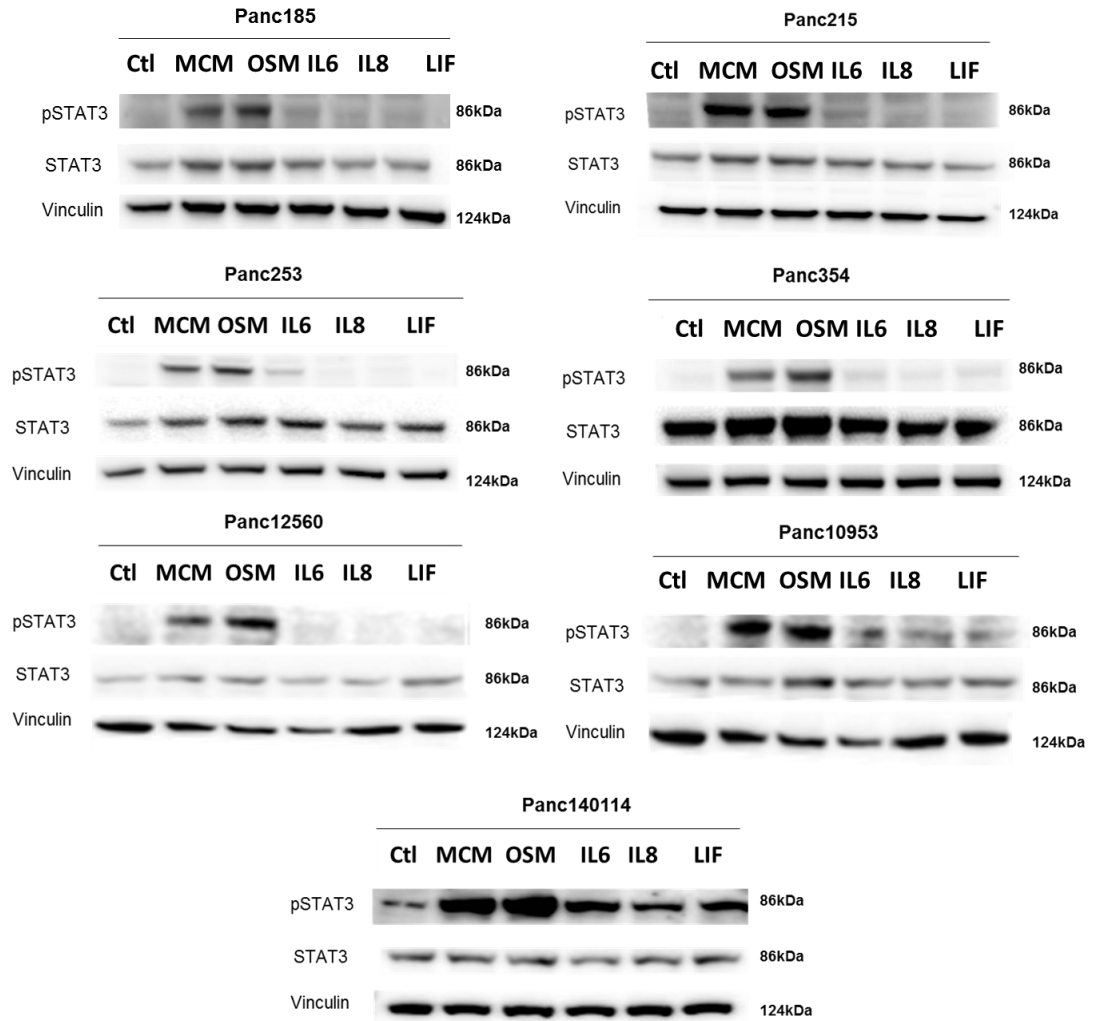 Panc185
Ctl MCM OSM IL6 IL8 LIF
pSTAT3 86kDa
STAT3 86kDa
Vinculin 124kDa
Panc215
Ctl MCM OSM IL6 IL8 LIF
pSTAT3 86kDa
STAT3 86kDa
Vinculin 124kDa
Panc253
Ctl MCM OSM IL6 IL8 LIF
pSTAT3 86kDa
STAT3 86kDa
Vinculin 124kDa
Panc354
Ctl MCM OSM IL6 IL8 LIF
pSTAT3 86kDa
STAT3 86kDa
Vinculin 124kDa
Panc12560
Ctl MCM OSM IL6 IL8 LIF
pSTAT3 86kDa
STAT3 86kDa
Vinculin 124kDa
Panc10953
Ctl MCM OSM IL6 IL8 LIF
pSTAT3 86kDa
STAT3 86kDa
Vinculin 124kDa
Panc140114
Ctl MCM OSM IL6 IL8 LIF
pSTAT3 86kDa
STAT3 86kDa
Vinculin 124kDa